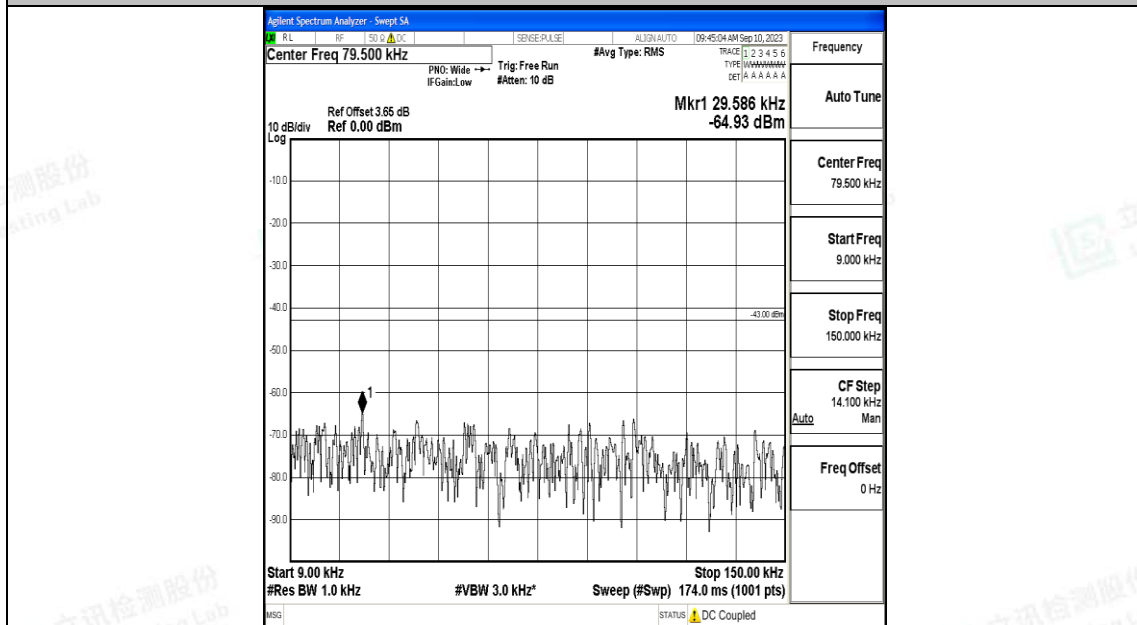 Agilent Spectrum Analyzer - Swept SA
RL RF 50 Ω DC SENSE:PULSE ALIGN AUTO 09:45:04 AM Sep 10, 2023
Center Freq 79.500 kHz
PNO: Wide
IFGain:Low
Trig: Free Run
#Atten: 10 dB
#Avg Type: RMS
TRACE 1 2 3 4 5 6
TYPE
DET A A A A A A
Mkr1 29.586 kHz
-64.93 dBm
Ref Offset 3.65 dB
10 dB/div Ref 0.00 dBm
Log
-10.0
-20.0
-30.0
-40.0
-43.00 dBm
-50.0
-60.0
1
-70.0
-80.0
-90.0
Start 9.00 kHz Stop 150.00 kHz
#Res BW 1.0 kHz #VBW 3.0 kHz* Sweep (#Swp) 174.0 ms (1001 pts)
MSG STATUS DC Coupled
Frequency
Auto Tune
Center Freq
79.500 kHz
Start Freq
9.000 kHz
Stop Freq
150.000 kHz
CF Step
14.100 kHz
Auto Man
Freq Offset
0 Hz
立讯检测股份